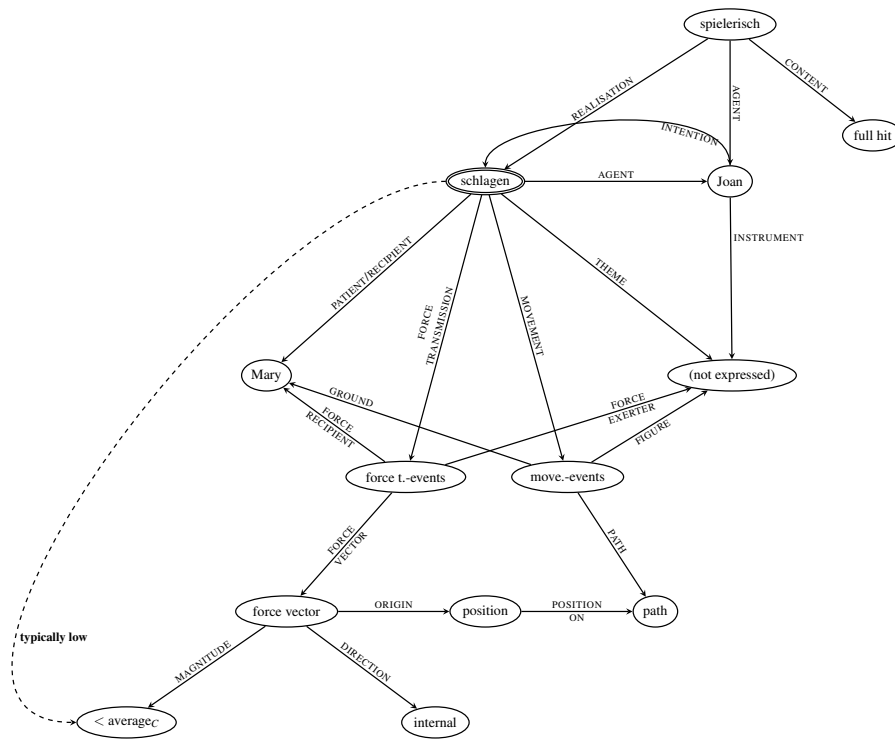 spielerisch
REALISATION
AGENT
CONTENT
full hit
INTENTION
schlagen
AGENT
Joan
INSTRUMENT
PATIENT/RECIPIENT
FORCE
TRANSMISSION
MOVEMENT
THEME
Mary
(not expressed)
GROUND
FORCE
RECIPIENT
FORCE
EXERTER
FIGURE
force t.-events
move.-events
FORCE
VECTOR
PATH
force vector
ORIGIN
position
POSITION
ON
path
typically low
MAGNITUDE
DIRECTION
< averageC
internal